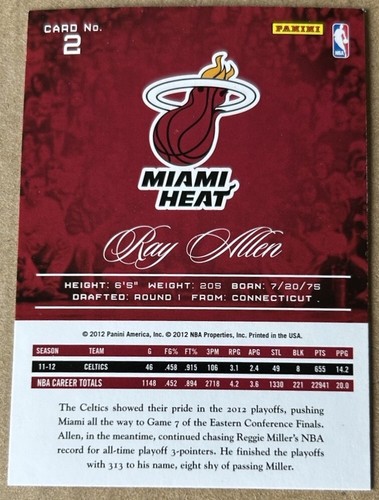 CARD No.
2
PANINI
NBA
MIAMI
HEAT
Ray Allen
HEIGHT: 6'5" WEIGHT: 205 BORN: 7/20/75
DRAFTED: ROUND 1 FROM: CONNECTICUT
© 2012 Panini America, Inc. © 2012 NBA Properties, Inc. Printed in the USA.
SEASON TEAM G FG% FT% 3PM RPG APG STL BLK PTS PPG
11-12 CELTICS 46 .458 .915 106 3.1 2.4 49 8 655 14.2
NBA CAREER TOTALS 1148 .452 .894 2718 4.2 3.6 1330 221 22941 20.0
The Celtics showed their pride in the 2012 playoffs, pushing
Miami all the way to Game 7 of the Eastern Conference Finals.
Allen, in the meantime, continued chasing Reggie Miller's NBA
record for all-time playoff 3-pointers. He finished the playoffs
with 313 to his name, eight shy of passing Miller.